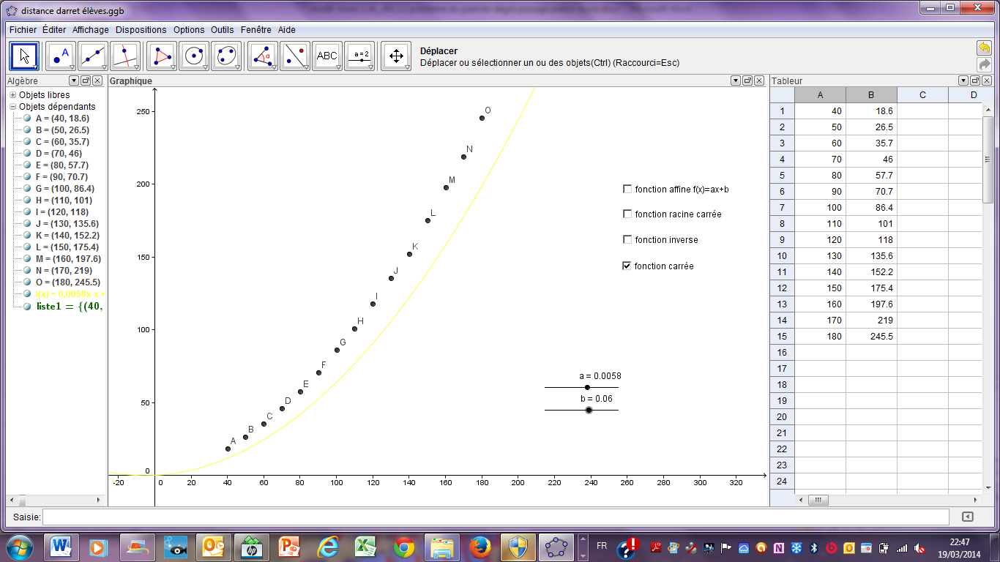 distance darret élèves.ggb
Fichier Éditer Affichage Dispositions Options Outils Fenêtre Aide
A α ABC a = 2
Déplacer
Déplacer ou sélectionner un ou des objets(Ctrl) (Raccourci=Esc)
Algèbre
Objets libres
Objets dépendants
A = (40, 18.6)
B = (50, 26.5)
C = (60, 35.7)
D = (70, 46)
E = (80, 57.7)
F = (90, 70.7)
G = (100, 86.4)
H = (110, 101)
I = (120, 118)
J = (130, 135.6)
K = (140, 152.2)
L = (150, 175.4)
M = (160, 197.6)
N = (170, 219)
O = (180, 245.5)
i(x) = 0.0058x x +
liste1 = {(40,
Graphique
250
200
150
100
50
0
-20 0 20 40 60 80 100 120 140 160 180 200 220 240 260 280 300 320
O
N
M
L
K
J
I
H
G
F
E
D
C
B
A
fonction affine f(x)=ax+b
fonction racine carrée
fonction inverse
fonction carrée
a = 0.0058
b = 0.06
Tableur
A B C D
1 40 18.6
2 50 26.5
3 60 35.7
4 70 46
5 80 57.7
6 90 70.7
7 100 86.4
8 110 101
9 120 118
10 130 135.6
11 140 152.2
12 150 175.4
13 160 197.6
14 170 219
15 180 245.5
16
17
18
19
20
21
22
23
24
Saisie:
FR
22:47
19/03/2014